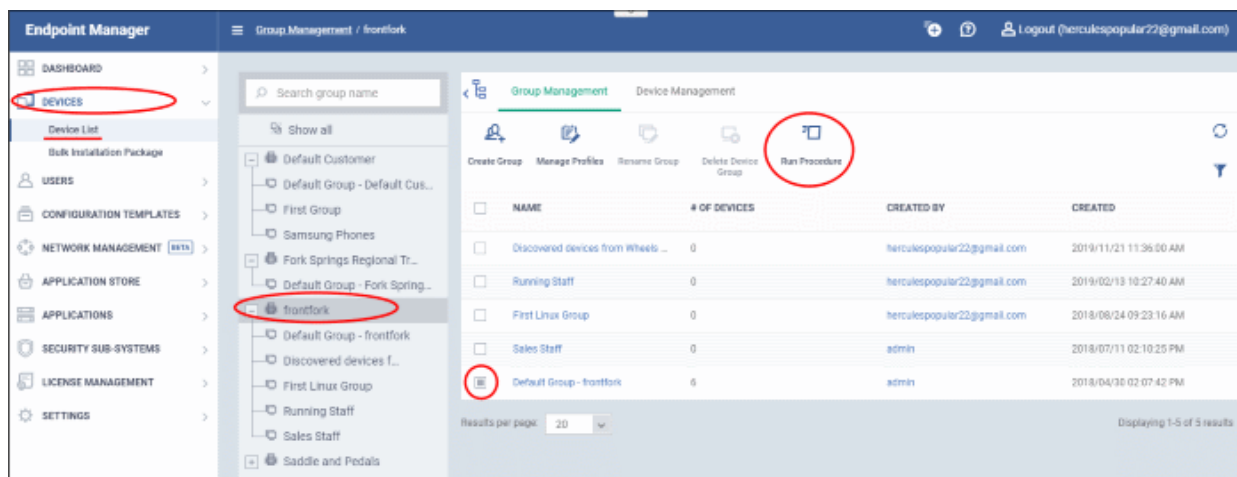 Endpoint Manager
Group Management / frontfork
Logout (herculespopular22@gmail.com)
DASHBOARD
DEVICES
Device List
Bulk Installation Package
USERS
CONFIGURATION TEMPLATES
NETWORK MANAGEMENT BETA
APPLICATION STORE
APPLICATIONS
SECURITY SUB-SYSTEMS
LICENSE MANAGEMENT
SETTINGS
Search group name
Show all
Default Customer
Default Group - Default Cus...
First Group
Samsung Phones
Fork Springs Regional Tr...
Default Group - Fork Spring...
frontfork
Default Group - frontfork
Discovered devices f...
First Linux Group
Running Staff
Sales Staff
Saddle and Pedals
Group Management Device Management
Create Group Manage Profiles Rename Group Delete Device Group Run Procedure
NAME # OF DEVICES CREATED BY CREATED
Discovered devices from Wheels ... 0 herculespopular22@gmail.com 2019/11/21 11:36:00 AM
Running Staff 0 herculespopular22@gmail.com 2019/02/13 10:27:40 AM
First Linux Group 0 herculespopular22@gmail.com 2018/08/24 09:23:16 AM
Sales Staff 0 admin 2018/07/11 02:10:25 PM
Default Group - frontfork 6 admin 2018/04/30 02:07:42 PM
Results per page: 20
Displaying 1-5 of 5 results